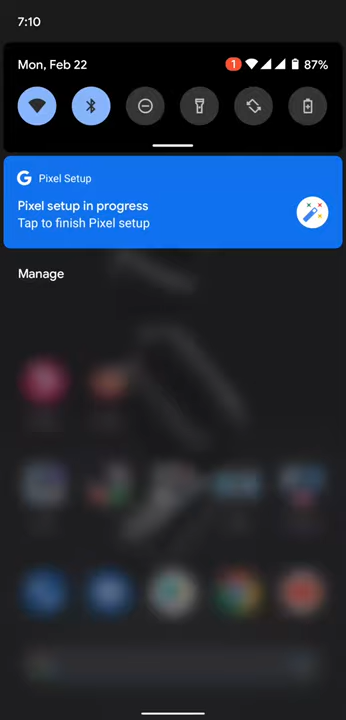 7:10
Mon, Feb 22
1
87%
G Pixel Setup
Pixel setup in progress
Tap to finish Pixel setup
Manage